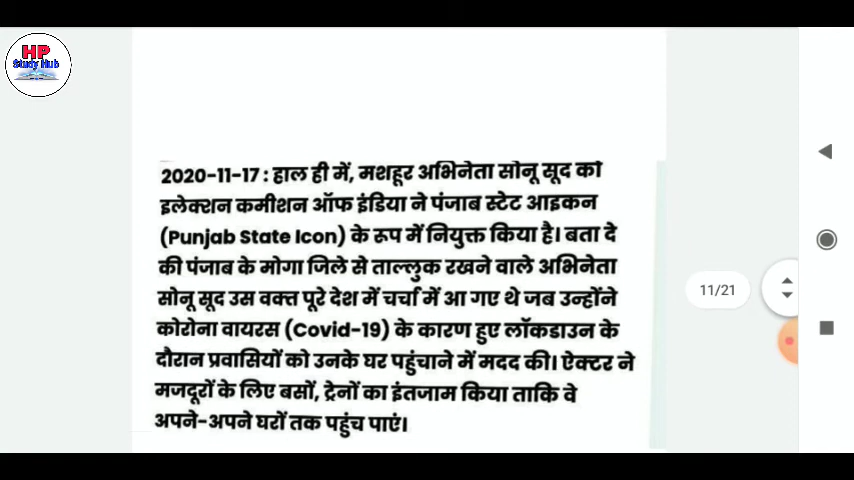 HP
Study Hub
2020-11-17 : हाल ही में, मशहूर अभिनेता सोनू सूद को
इलेक्शन कमीशन ऑफ इंडिया ने पंजाब स्टेट आइकन
(Punjab State Icon) के रूप में नियुक्त किया है। बता दे
की पंजाब के मोगा जिले से ताल्लुक रखने वाले अभिनेता
सोनू सूद उस वक्त पूरे देश में चर्चा में आ गए थे जब उन्होंने
कोरोना वायरस (Covid-19) के कारण हुए लॉकडाउन के
दौरान प्रवासियों को उनके घर पहुंचाने में मदद की। ऐक्टर ने
मजदूरों के लिए बसों, ट्रेनों का इंतजाम किया ताकि वे
अपने-अपने घरों तक पहुंच पाएं।
11/21